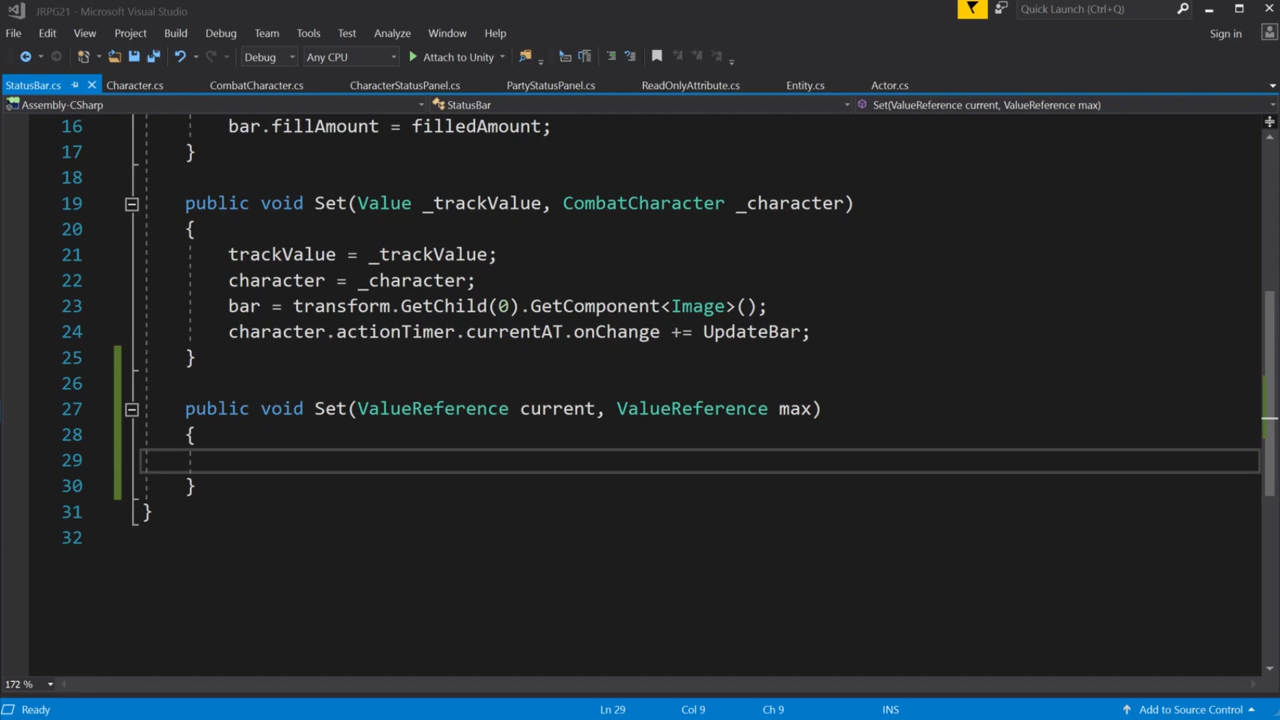 JRPG21 - Microsoft Visual Studio
Quick Launch (Ctrl+Q)
File Edit View Project Build Debug Team Tools Test Analyze Window Help
Sign in
Debug Any CPU Attach to Unity
StatusBar.cs Character.cs CombatCharacter.cs CharacterStatusPanel.cs PartyStatusPanel.cs ReadOnlyAttribute.cs Entity.cs Actor.cs
Assembly-CSharp StatusBar Set(ValueReference current, ValueReference max)
16 bar.fillAmount = filledAmount;
17 }
18
19 public void Set(Value _trackValue, CombatCharacter _character)
20 {
21 trackValue = _trackValue;
22 character = _character;
23 bar = transform.GetChild(0).GetComponent<Image>();
24 character.actionTimer.currentAT.onChange += UpdateBar;
25 }
26
27 public void Set(ValueReference current, ValueReference max)
28 {
29
30 }
31 }
32
172 %
Ready Ln 29 Col 9 Ch 9 INS Add to Source Control